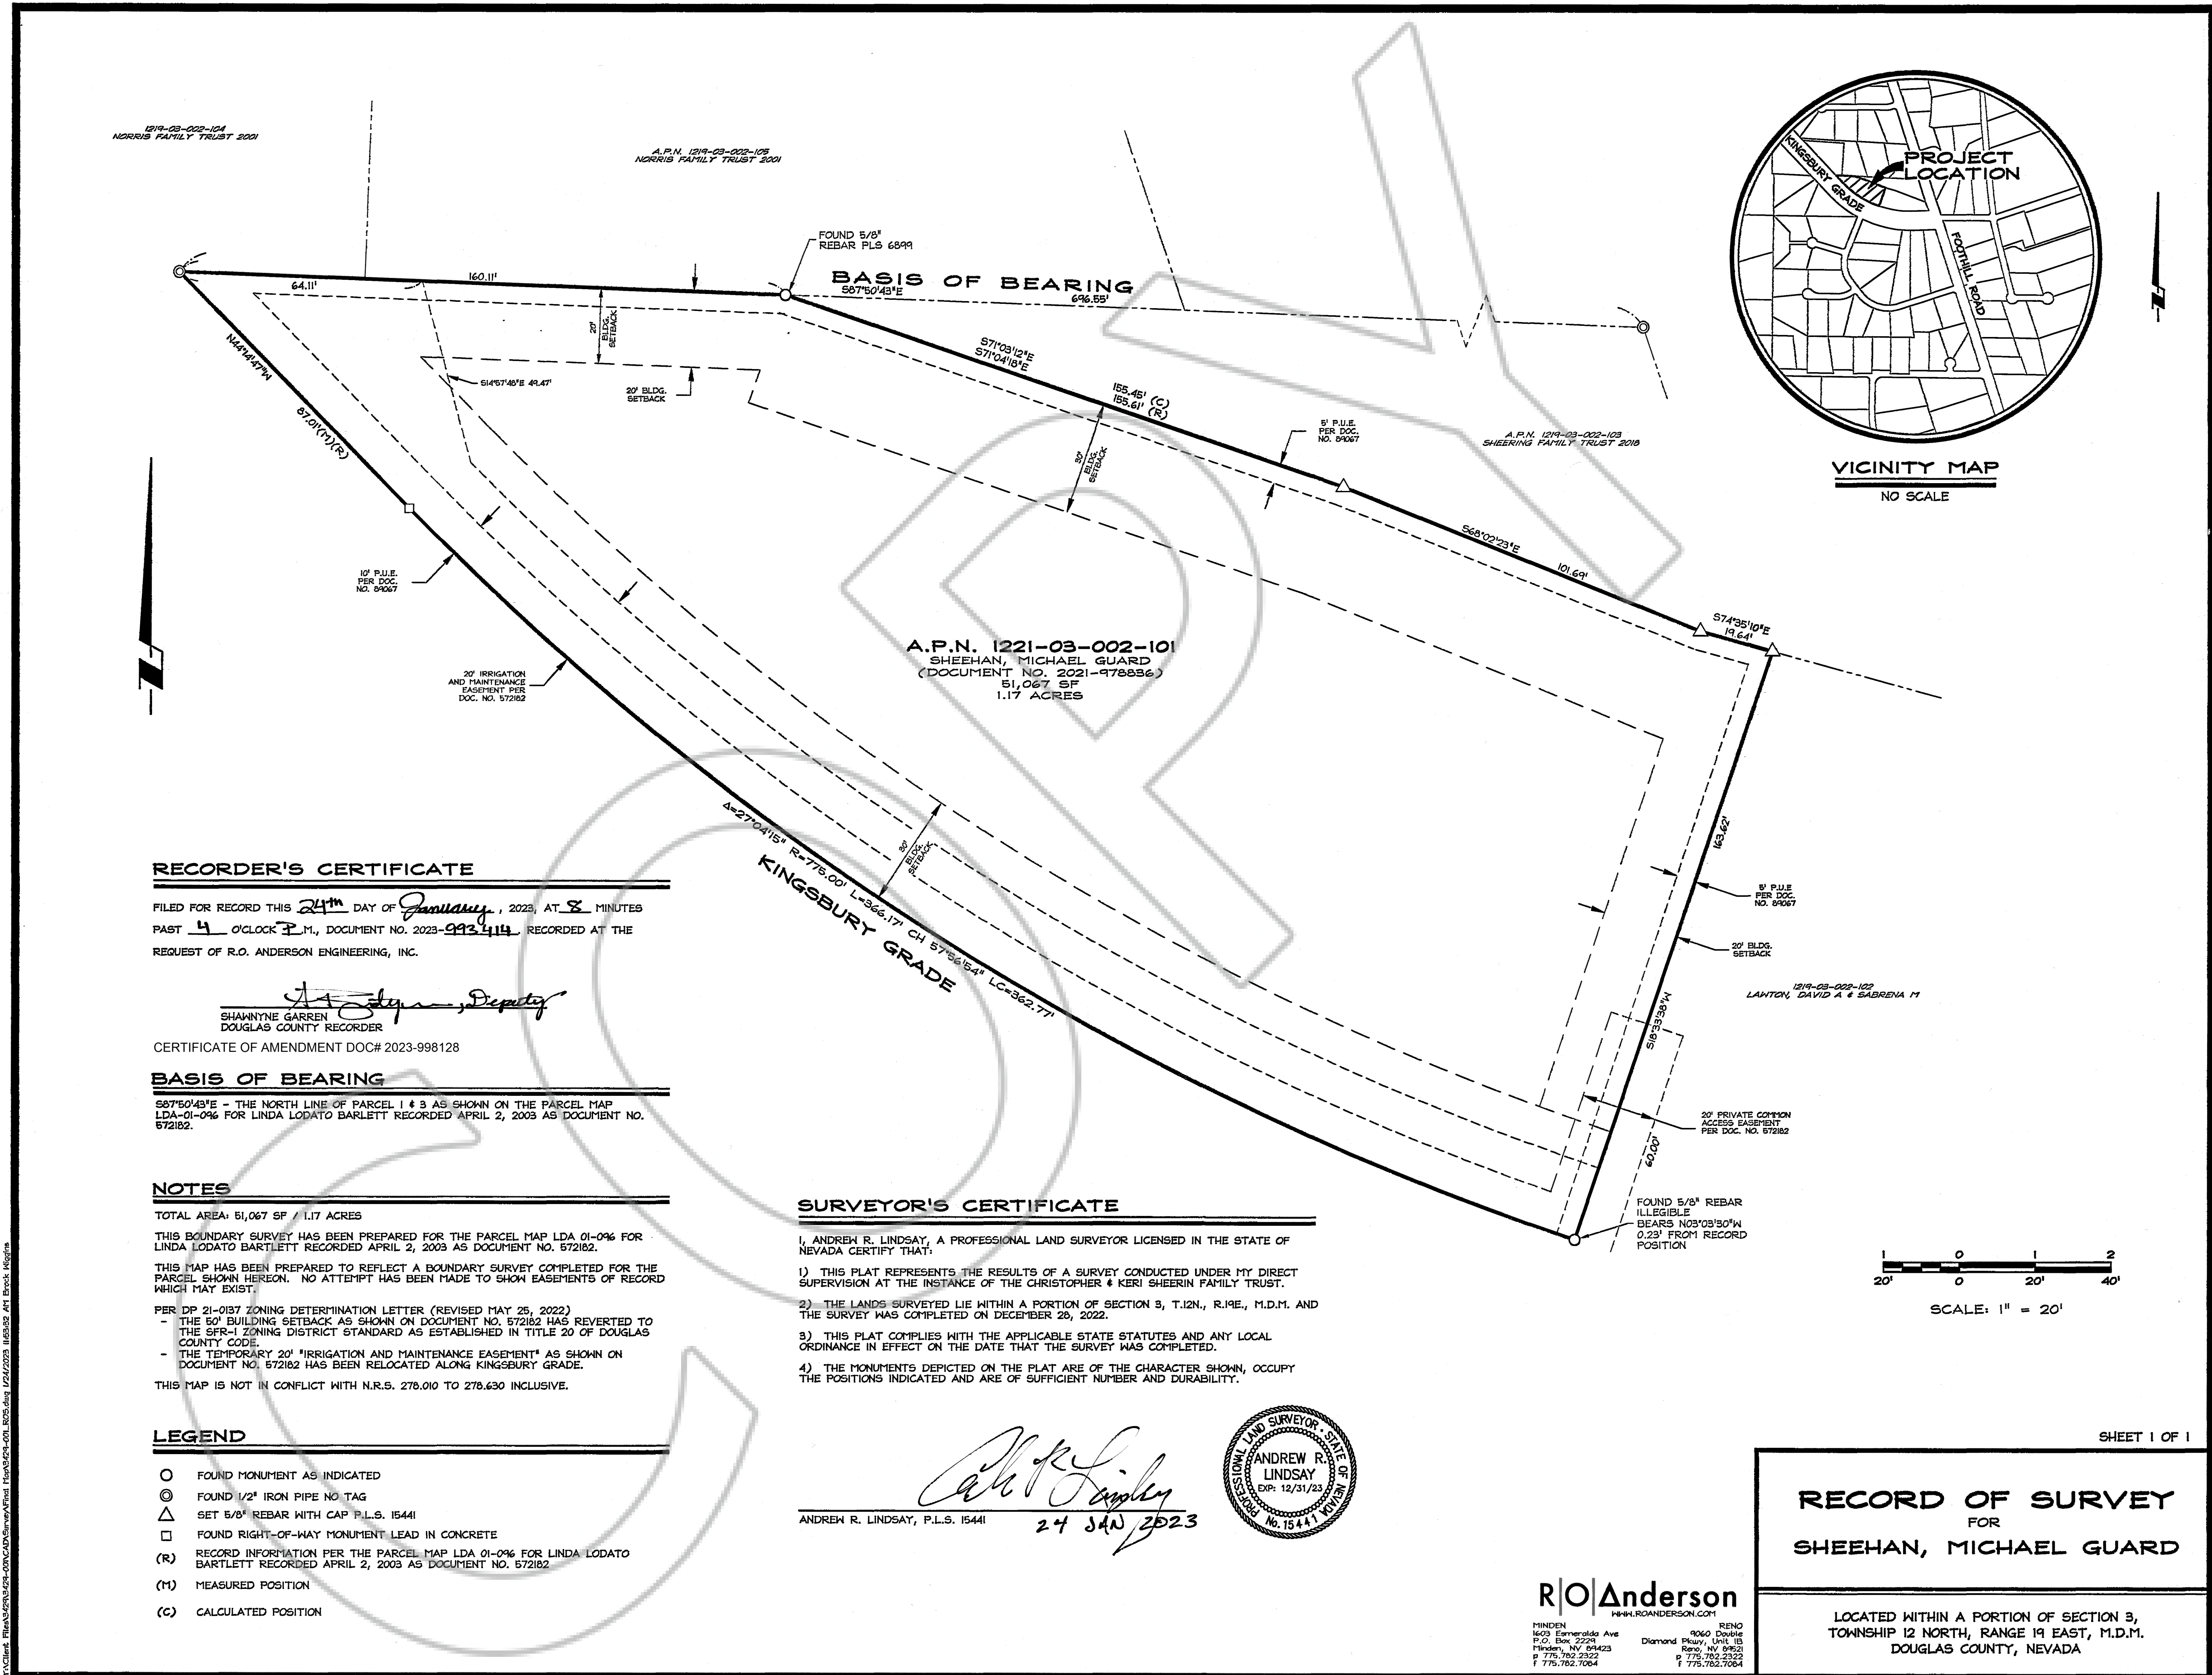 1219-03-002-104
NORRIS FAMILY TRUST 2001
A.P.N. 1219-03-002-105
NORRIS FAMILY TRUST 2001
FOUND 5/8"
REBAR PLS 6899
BASIS OF BEARING
S87°50'43"E
696.55'
160.11'
64.11'
20'
BLDG.
SETBACK
20' BLDG.
SETBACK
S14°57'48"E 49.47'
N44°14'47"W
87.01'(M)(R)
S71°03'12"E
S71°04'18"E
155.45' (C)
155.61' (R)
30'
BLDG.
SETBACK
5' P.U.E.
PER DOC.
NO. 89067
A.P.N. 1219-03-002-103
SHEERING FAMILY TRUST 2018
S68°02'23"E
101.69'
S74°35'10"E
19.64'
KINGSBURY GRADE
PROJECT
LOCATION
FOOTHILL ROAD
VICINITY MAP
NO SCALE
10' P.U.E.
PER DOC.
NO. 89067
20' IRRIGATION
AND MAINTENANCE
EASEMENT PER
DOC. NO. 572182
A.P.N. 1221-03-002-101
SHEEHAN, MICHAEL GUARD
(DOCUMENT NO. 2021-978836)
51,067 SF
1.17 ACRES
Δ=27°04'15" R=775.00' L=366.17' CH 57°56'54" LC=362.77'
KINGSBURY GRADE
30'
BLDG.
SETBACK
163.62'
5' P.U.E
PER DOC.
NO. 89067
20' BLDG.
SETBACK
S18°33'38"W
1219-03-002-102
LAWTON, DAVID A & SABRENA M
20' PRIVATE COMMON
ACCESS EASEMENT
PER DOC. NO. 572182
60.00'
FOUND 5/8" REBAR
ILLEGIBLE
BEARS N03°03'30"W
0.23' FROM RECORD
POSITION
RECORDER'S CERTIFICATE
FILED FOR RECORD THIS 24th DAY OF January, 2023, AT 8 MINUTES
PAST 4 O'CLOCK P.M., DOCUMENT NO. 2023-993414 RECORDED AT THE
REQUEST OF R.O. ANDERSON ENGINEERING, INC.
, Deputy
SHAWNYNE GARREN
DOUGLAS COUNTY RECORDER
CERTIFICATE OF AMENDMENT DOC# 2023-998128
BASIS OF BEARING
S87°50'43"E - THE NORTH LINE OF PARCEL 1 & 3 AS SHOWN ON THE PARCEL MAP
LDA-01-096 FOR LINDA LODATO BARLETT RECORDED APRIL 2, 2003 AS DOCUMENT NO.
572182.
NOTES
TOTAL AREA: 51,067 SF / 1.17 ACRES
THIS BOUNDARY SURVEY HAS BEEN PREPARED FOR THE PARCEL MAP LDA 01-096 FOR
LINDA LODATO BARTLETT RECORDED APRIL 2, 2003 AS DOCUMENT NO. 572182.
THIS MAP HAS BEEN PREPARED TO REFLECT A BOUNDARY SURVEY COMPLETED FOR THE
PARCEL SHOWN HEREON. NO ATTEMPT HAS BEEN MADE TO SHOW EASEMENTS OF RECORD
WHICH MAY EXIST.
PER DP 21-0137 ZONING DETERMINATION LETTER (REVISED MAY 25, 2022)
- THE 50' BUILDING SETBACK AS SHOWN ON DOCUMENT NO. 572182 HAS REVERTED TO
THE SFR-1 ZONING DISTRICT STANDARD AS ESTABLISHED IN TITLE 20 OF DOUGLAS
COUNTY CODE.
- THE TEMPORARY 20' "IRRIGATION AND MAINTENANCE EASEMENT" AS SHOWN ON
DOCUMENT NO. 572182 HAS BEEN RELOCATED ALONG KINGSBURY GRADE.
THIS MAP IS NOT IN CONFLICT WITH N.R.S. 278.010 TO 278.630 INCLUSIVE.
LEGEND
FOUND MONUMENT AS INDICATED
FOUND 1/2" IRON PIPE NO TAG
SET 5/8" REBAR WITH CAP P.L.S. 15441
FOUND RIGHT-OF-WAY MONUMENT LEAD IN CONCRETE
(R) RECORD INFORMATION PER THE PARCEL MAP LDA 01-096 FOR LINDA LODATO
BARTLETT RECORDED APRIL 2, 2003 AS DOCUMENT NO. 572182
(M) MEASURED POSITION
(C) CALCULATED POSITION
SURVEYOR'S CERTIFICATE
I, ANDREW R. LINDSAY, A PROFESSIONAL LAND SURVEYOR LICENSED IN THE STATE OF
NEVADA CERTIFY THAT:
1) THIS PLAT REPRESENTS THE RESULTS OF A SURVEY CONDUCTED UNDER MY DIRECT
SUPERVISION AT THE INSTANCE OF THE CHRISTOPHER & KERI SHEERIN FAMILY TRUST.
2) THE LANDS SURVEYED LIE WITHIN A PORTION OF SECTION 3, T.12N., R.19E., M.D.M. AND
THE SURVEY WAS COMPLETED ON DECEMBER 28, 2022.
3) THIS PLAT COMPLIES WITH THE APPLICABLE STATE STATUTES AND ANY LOCAL
ORDINANCE IN EFFECT ON THE DATE THAT THE SURVEY WAS COMPLETED.
4) THE MONUMENTS DEPICTED ON THE PLAT ARE OF THE CHARACTER SHOWN, OCCUPY
THE POSITIONS INDICATED AND ARE OF SUFFICIENT NUMBER AND DURABILITY.
ANDREW R. LINDSAY, P.L.S. 15441
24 JAN 2023
PROFESSIONAL LAND SURVEYOR • STATE OF NEVADA
ANDREW R.
LINDSAY
EXP: 12/31/23
No. 15441
1 0 1 2
20' 0 20' 40'
SCALE: 1" = 20'
SHEET 1 OF 1
RECORD OF SURVEY
FOR
SHEEHAN, MICHAEL GUARD
LOCATED WITHIN A PORTION OF SECTION 3,
TOWNSHIP 12 NORTH, RANGE 19 EAST, M.D.M.
DOUGLAS COUNTY, NEVADA
R|O|Anderson
WWW.ROANDERSON.COM
MINDEN
1603 Esmeralda Ave
P.O. Box 2229
Minden, NV 89423
p 775.782.2322
f 775.782.7084
RENO
9060 Double
Diamond Pkwy, Unit 1B
Reno, NV 89521
p 775.782.2322
f 775.782.7084
Y:\Client Files\3429\3429-001\CAD\Survey\Final Map\3429-001_ROS.dwg 1/24/2023 11:53:52 AM Brock Wiggins
COPY